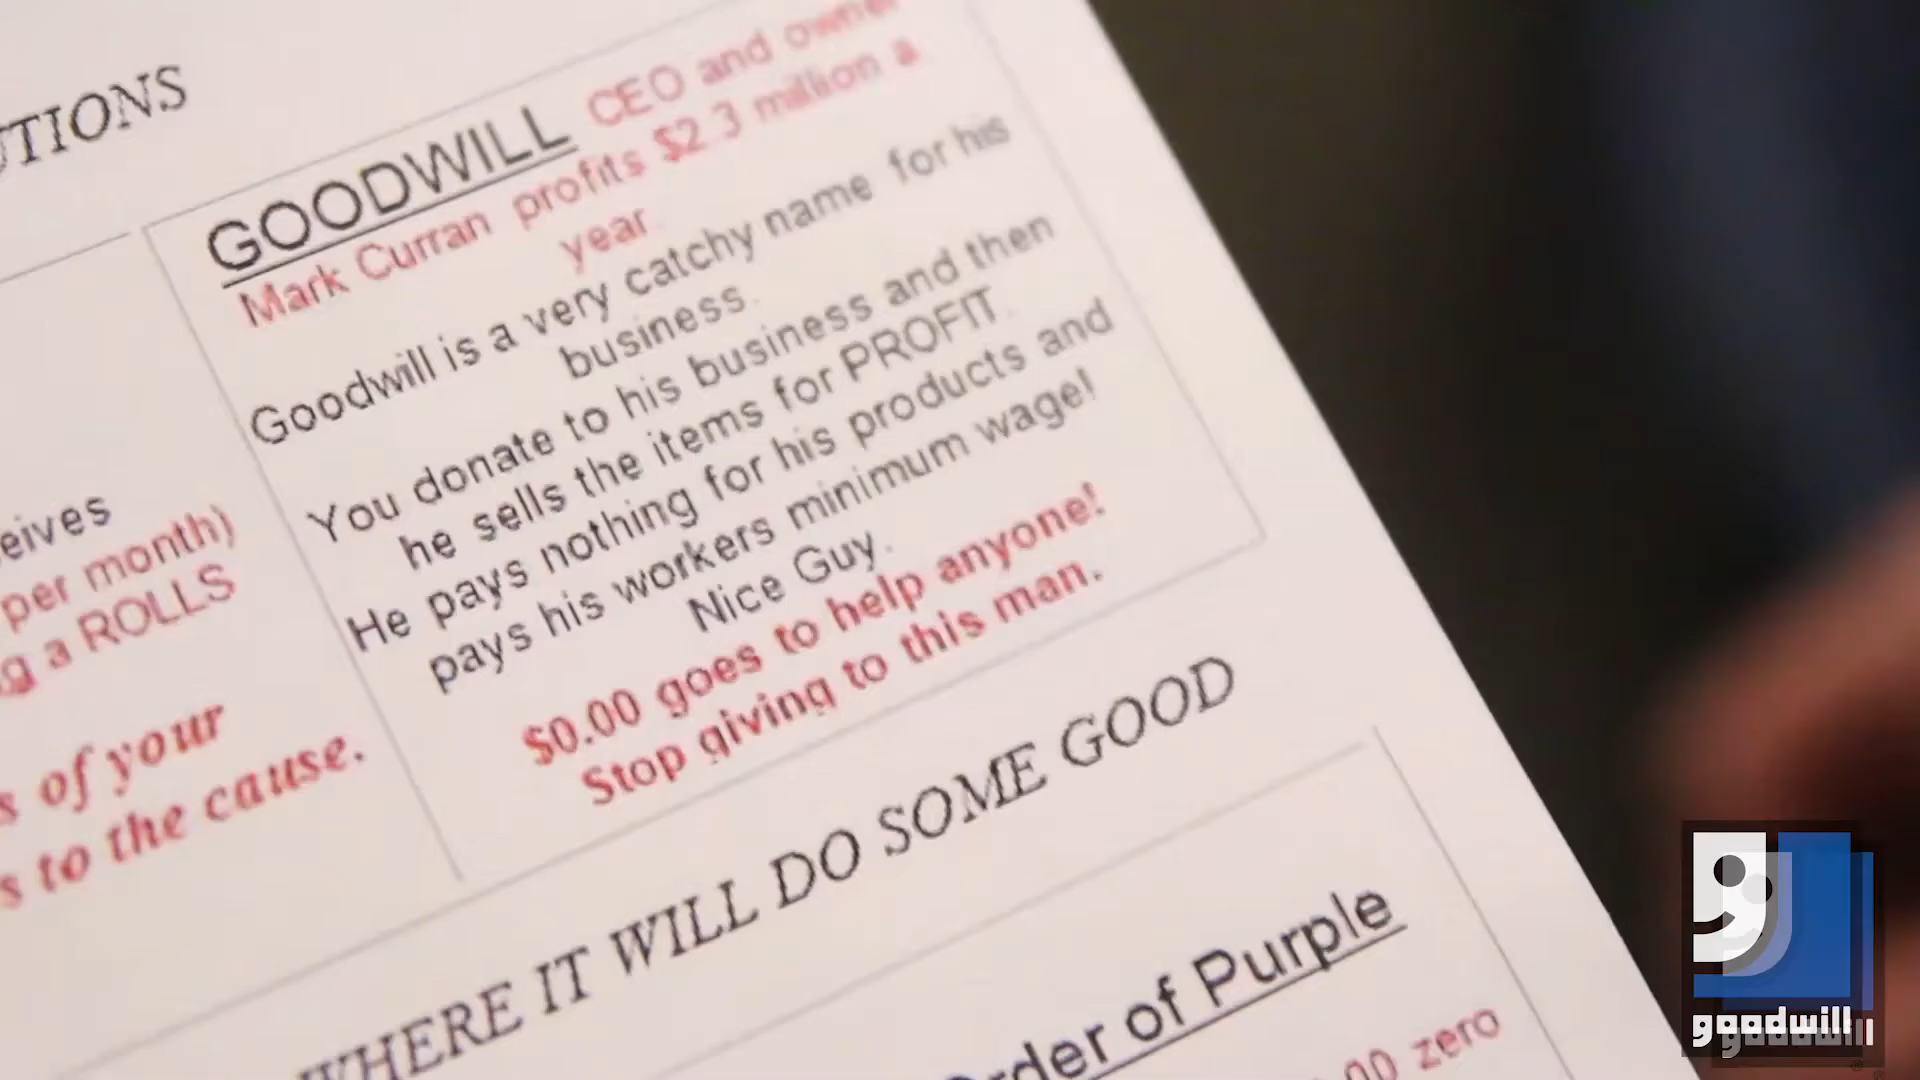 UTIONS
GOODWILL CEO and owner
Mark Curran profits $2.3 million a
year.
Goodwill is a very catchy name for his
business.
You donate to his business and then
he sells the items for PROFIT.
He pays nothing for his products and
pays his workers minimum wage!
Nice Guy.
$0.00 goes to help anyone!
Stop giving to this man.
eives
per month)
g a ROLLS
s of your
s to the cause.
WHERE IT WILL DO SOME GOOD
rder of Purple
00 zero
goodwill